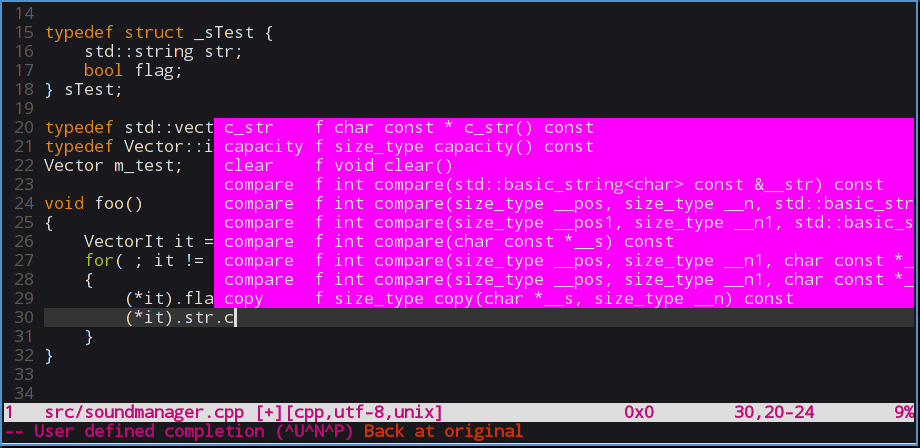 14
15 typedef struct _sTest {
16     std::string str;
17     bool flag;
18 } sTest;
19
20 typedef std::vect c_str    f char const * c_str() const
21 typedef Vector::i capacity f size_type capacity() const
22 Vector m_test;    clear    f void clear()
23                   compare  f int compare(std::basic_string<char> const &__str) const
24 void foo()        compare  f int compare(size_type __pos, size_type __n, std::basic_str
25 {                 compare  f int compare(size_type __pos1, size_type __n1, std::basic_s
26     VectorIt it = compare  f int compare(char const *__s) const
27     for( ; it !=  compare  f int compare(size_type __pos, size_type __n1, char const *_
28     {             compare  f int compare(size_type __pos, size_type __n1, char const *_
29         (*it).fla copy     f size_type copy(char *__s, size_type __n) const
30         (*it).str.c
31     }
32 }
33
34
1   src/soundmanager.cpp [+][cpp,utf-8,unix]                  0x0        30,20-24        9%
-- User defined completion (^U^N^P) Back at original